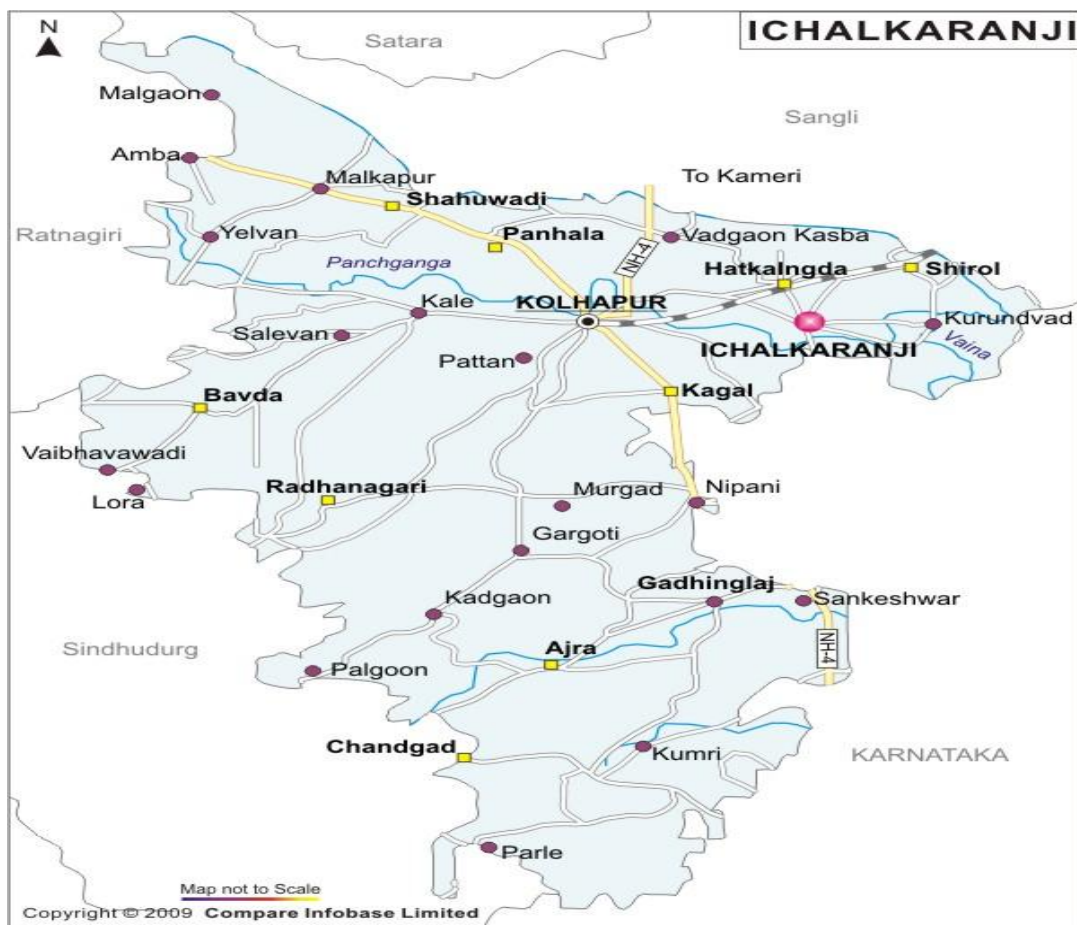 N
ICHALKARANJI
Satara
Malgaon
Sangli
Amba
Malkapur
To Kameri
Shahuwadi
Ratnagiri
Yelvan
Panhala
Vadgaon Kasba
Panchganga
NH-4
Hatkalngda
Shirol
Kale
KOLHAPUR
Kurundvad
Salevan
ICHALKARANJI
Vaina
Pattan
Bavda
Kagal
Vaibhavawadi
Lora
Radhanagari
Murgad
Nipani
Gargoti
Gadhinglaj
Kadgaon
Sankeshwar
Sindhudurg
Ajra
NH-4
Palgoon
Chandgad
Kumri
KARNATAKA
Parle
Map not to Scale
Copyright © 2009 Compare Infobase Limited